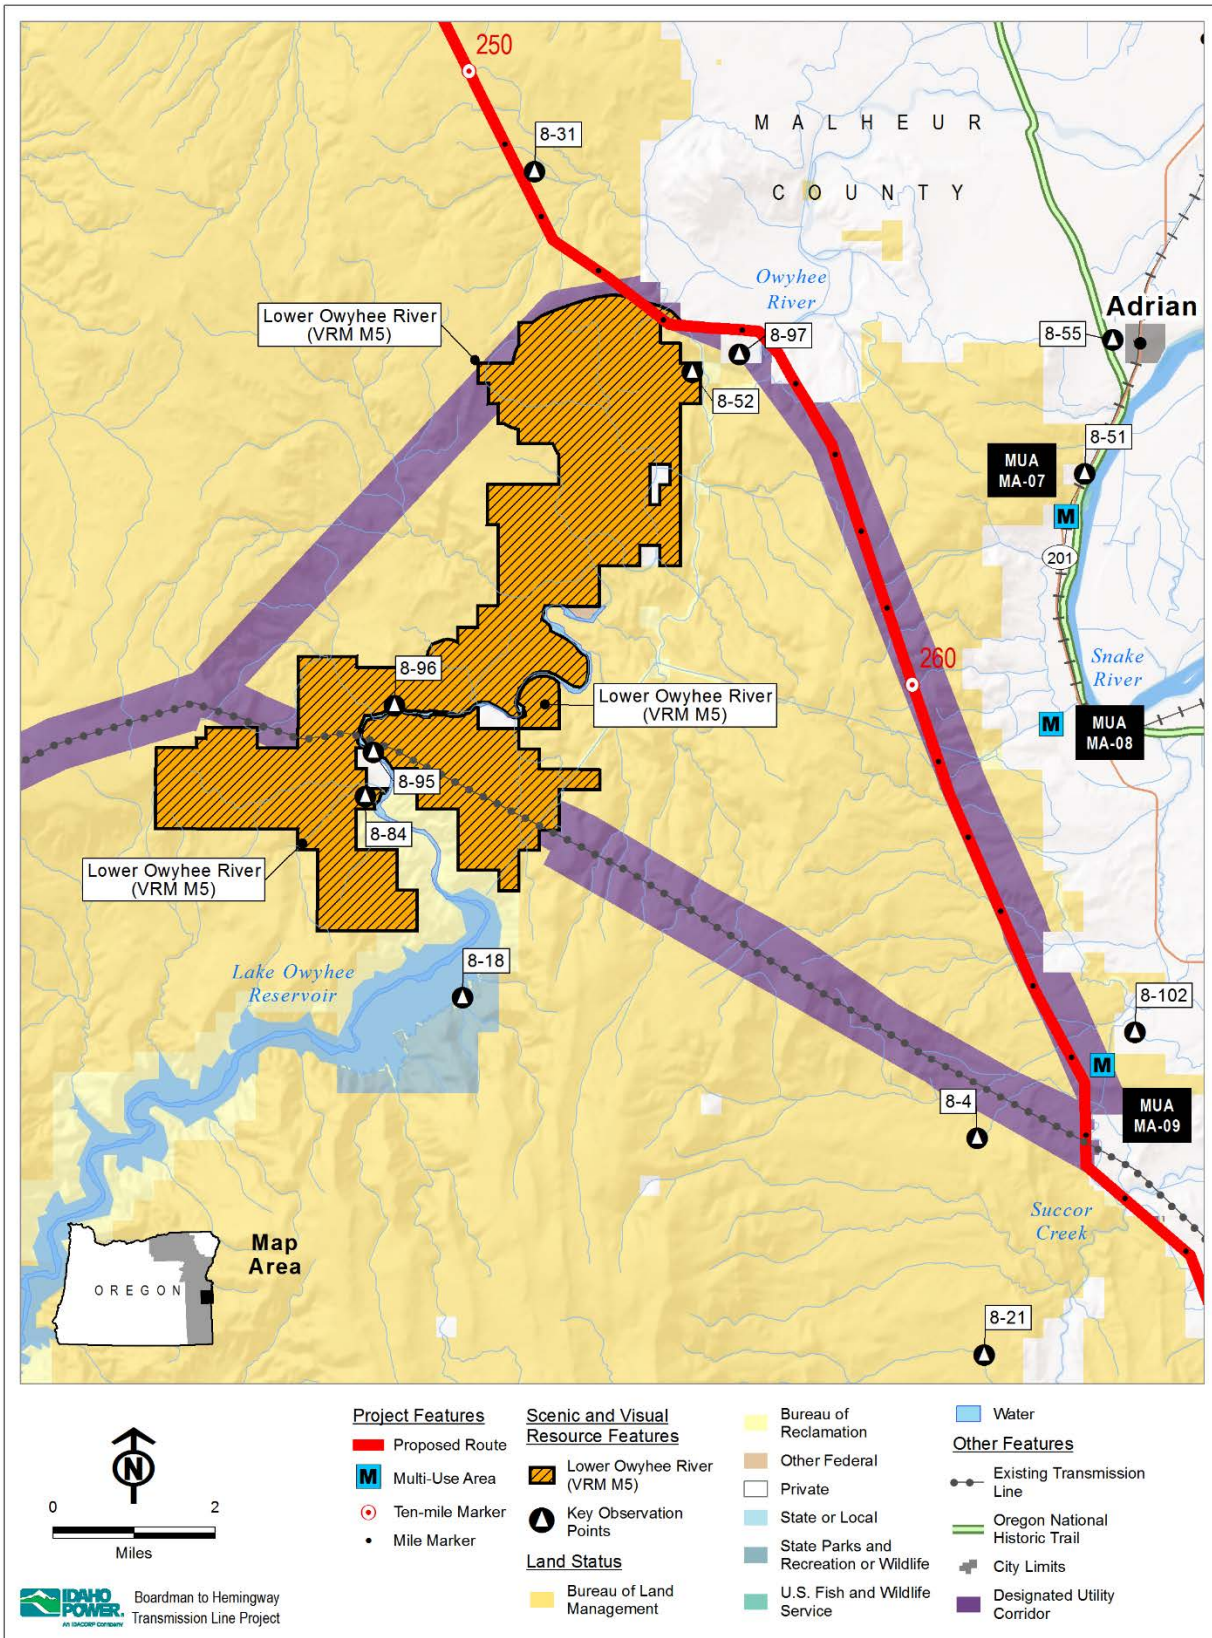 250
8-31
MALHEUR
COUNTY
Owyhee
River
Lower Owyhee River
(VRM M5)
Adrian
8-97
8-55
8-52
8-51
MUA
MA-07
M
201
260
Snake
River
8-96
Lower Owyhee River
(VRM M5)
M
MUA
MA-08
8-95
8-84
Lower Owyhee River
(VRM M5)
8-18
Lake Owyhee
Reservoir
8-102
M
8-4
MUA
MA-09
Succor
Creek
Map
Area
OREGON
8-21
N
0 2
Miles
IDAHO
POWER.
AN IDACORP COMPANY
Boardman to Hemingway
Transmission Line Project
Project Features
Proposed Route
M Multi-Use Area
Ten-mile Marker
Mile Marker
Scenic and Visual
Resource Features
Lower Owyhee River
(VRM M5)
Key Observation
Points
Land Status
Bureau of Land
Management
Bureau of
Reclamation
Other Federal
Private
State or Local
State Parks and
Recreation or Wildlife
U.S. Fish and Wildlife
Service
Water
Other Features
Existing Transmission
Line
Oregon National
Historic Trail
City Limits
Designated Utility
Corridor